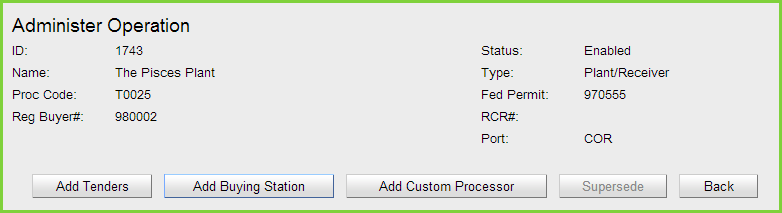 Administer Operation
ID: 1743 Status: Enabled
Name: The Pisces Plant Type: Plant/Receiver
Proc Code: T0025 Fed Permit: 970555
Reg Buyer#: 980002 RCR#:
Port: COR
Add Tenders Add Buying Station Add Custom Processor Supersede Back